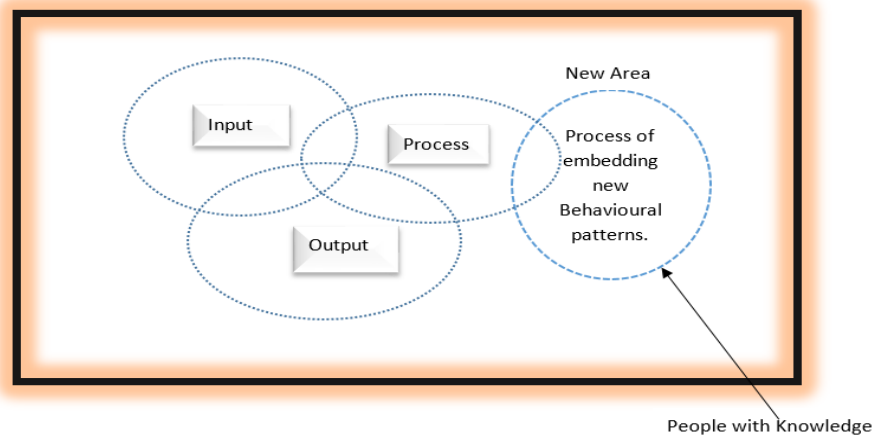 New Area
Input
Process
Process of
embedding
new
Behavioural
patterns.
Output
People with Knowledge